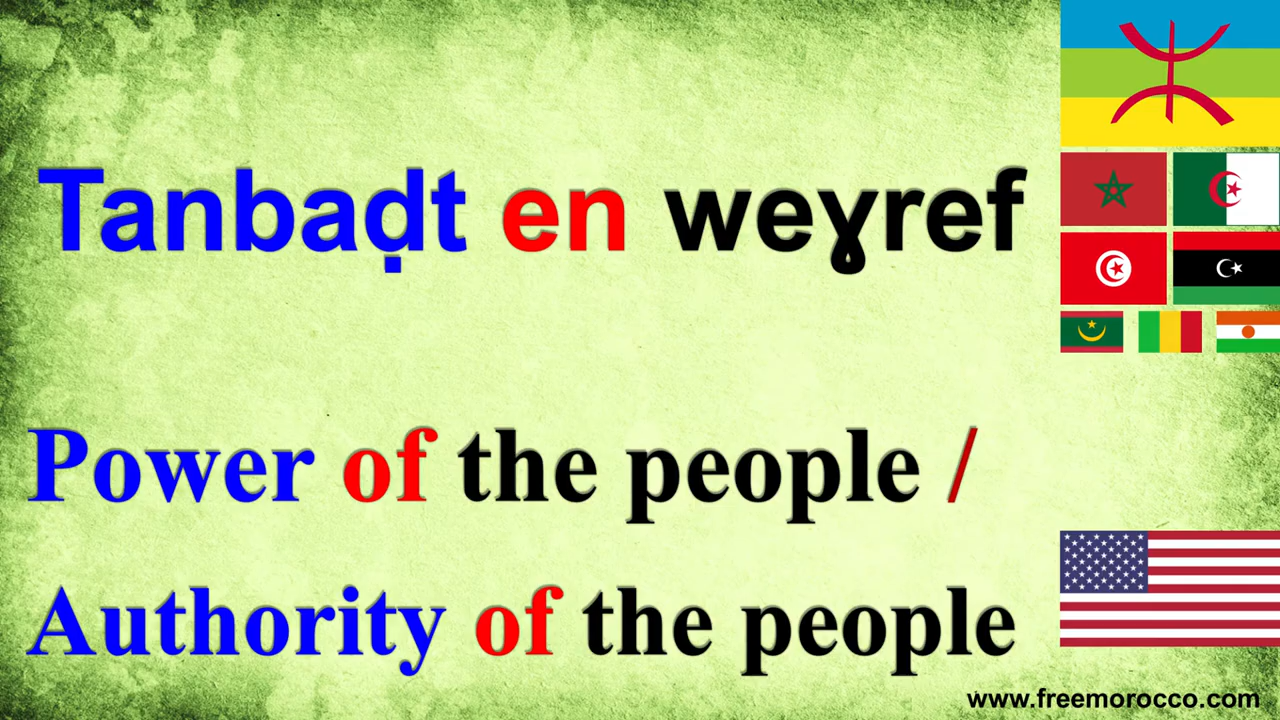 Tanbaḍt en weɣref
Power of the people /
Authority of the people
www.freemorocco.com